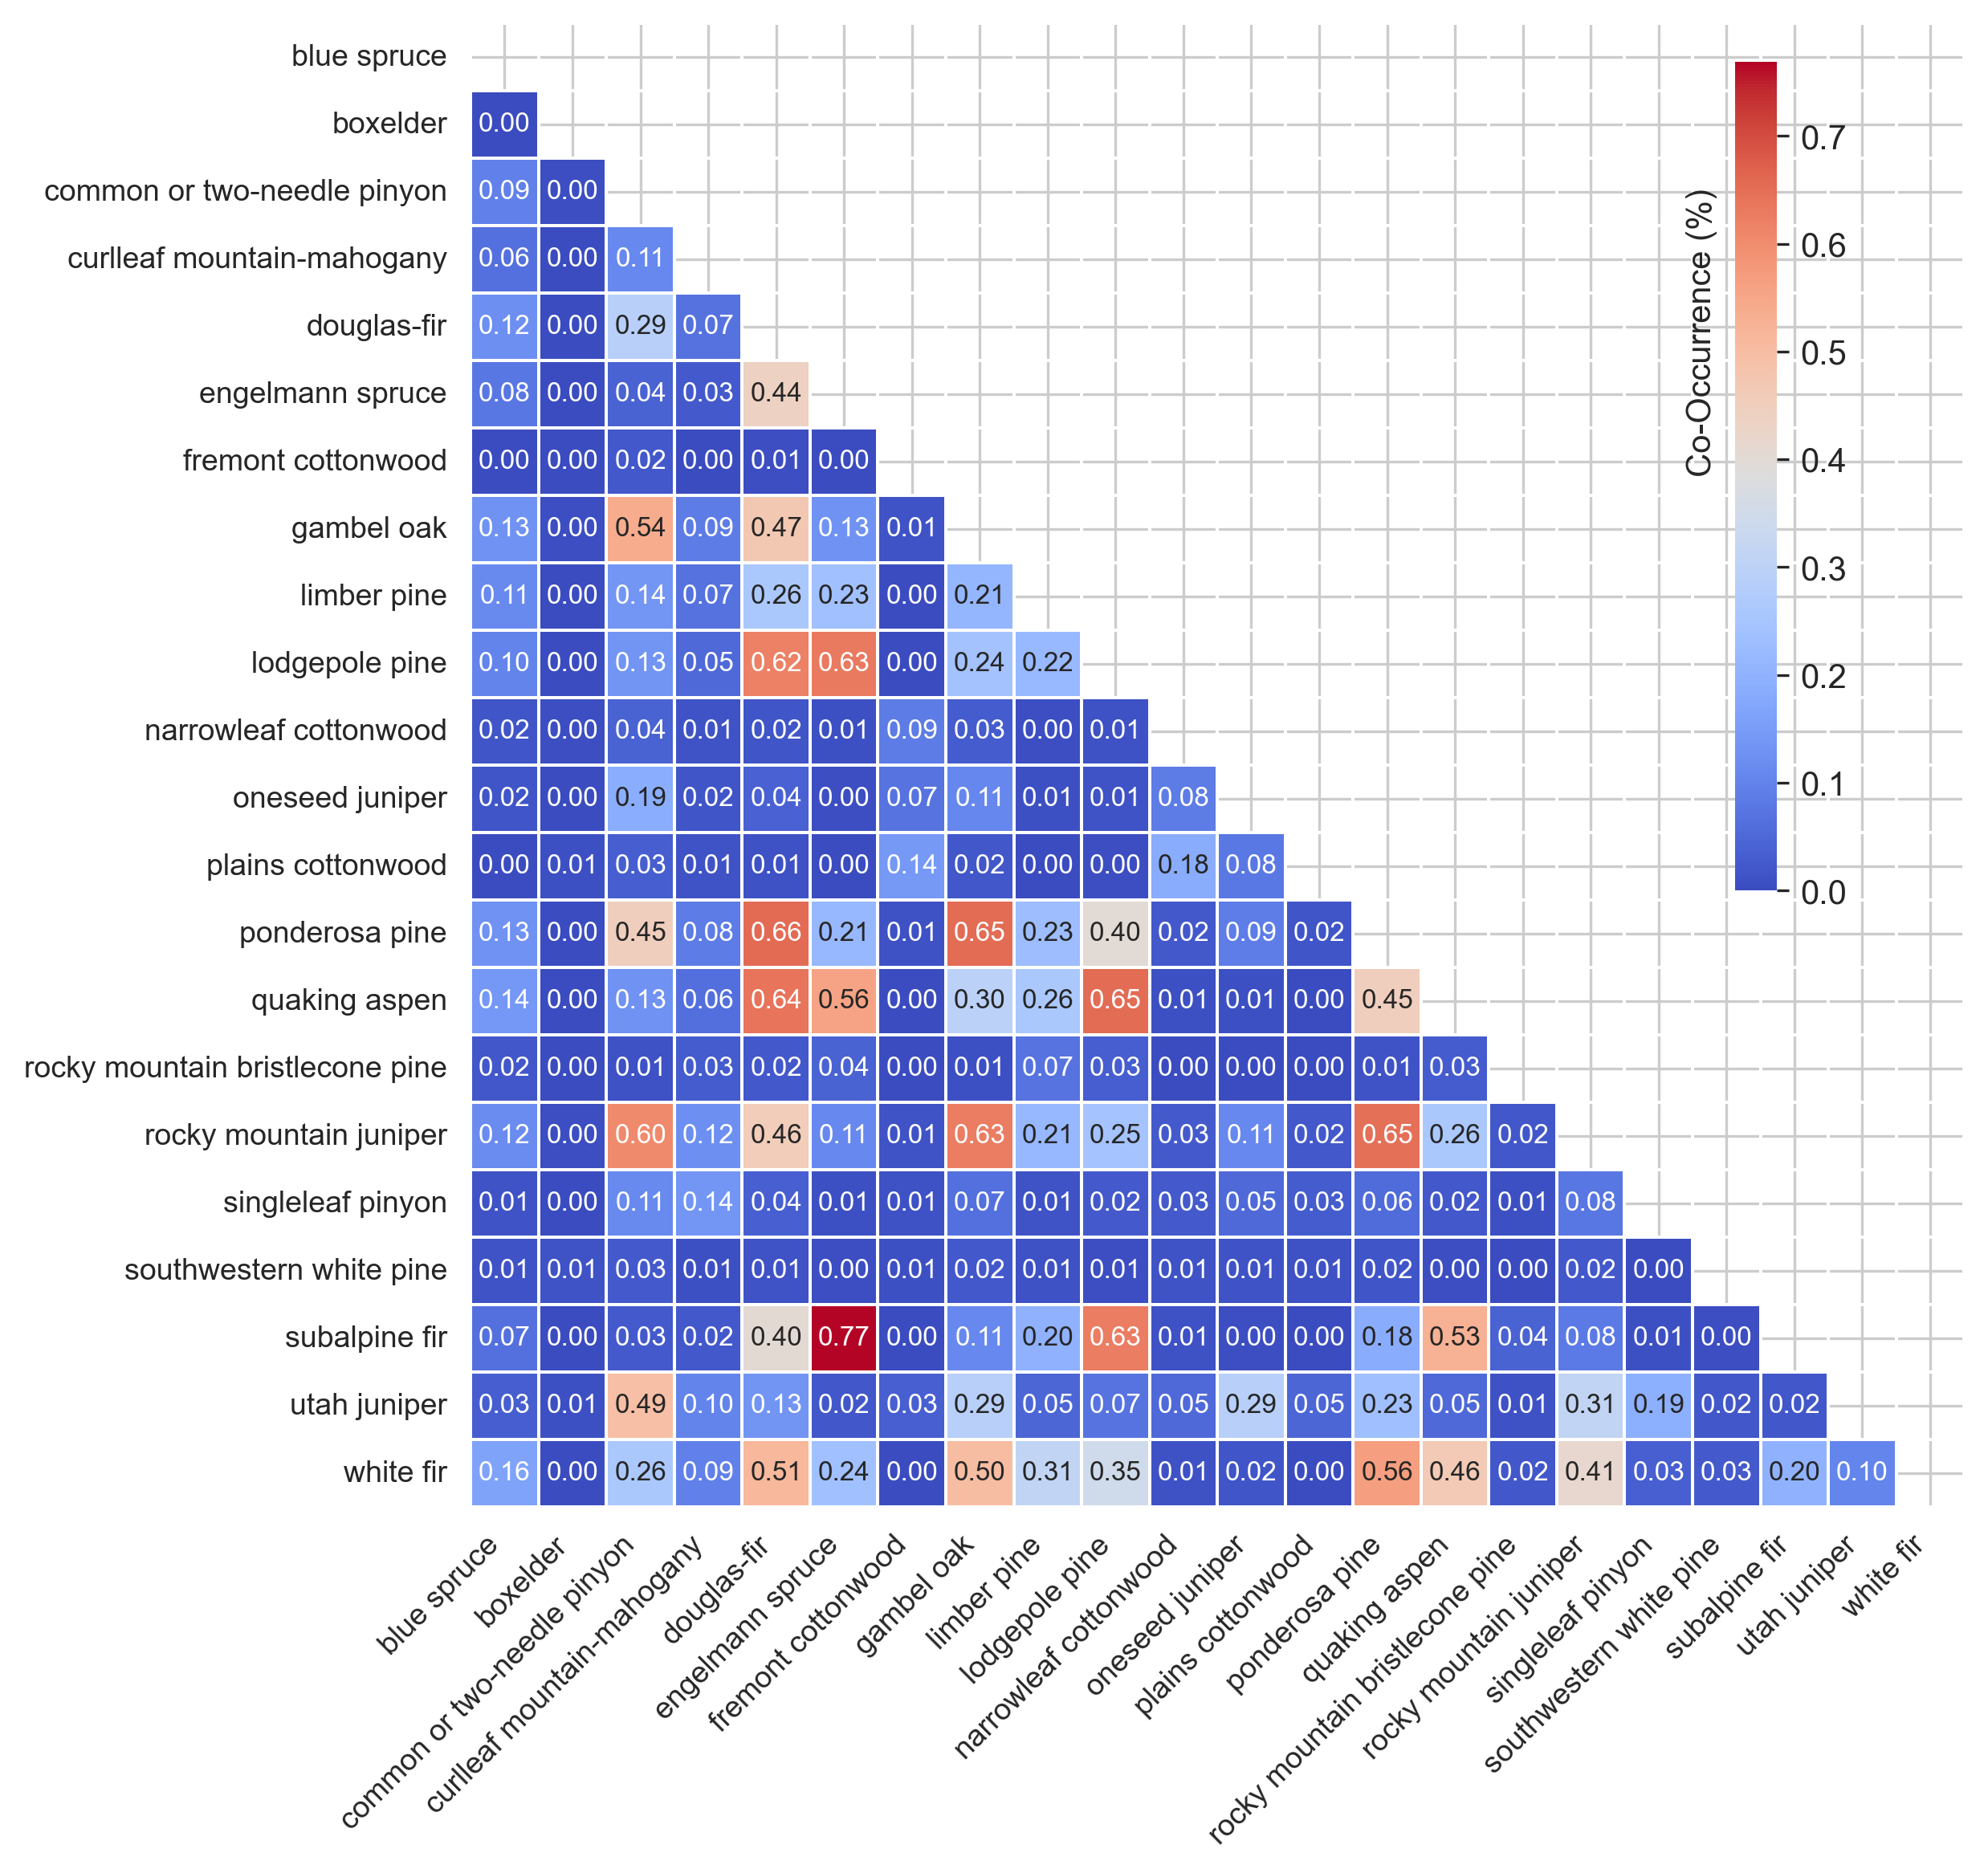 blue spruce
boxelder 0.00
common or two-needle pinyon 0.09 0.00
curlleaf mountain-mahogany 0.06 0.00 0.11
douglas-fir 0.12 0.00 0.29 0.07
engelmann spruce 0.08 0.00 0.04 0.03 0.44
fremont cottonwood 0.00 0.00 0.02 0.00 0.01 0.00
gambel oak 0.13 0.00 0.54 0.09 0.47 0.13 0.01
limber pine 0.11 0.00 0.14 0.07 0.26 0.23 0.00 0.21
lodgepole pine 0.10 0.00 0.13 0.05 0.62 0.63 0.00 0.24 0.22
narrowleaf cottonwood 0.02 0.00 0.04 0.01 0.02 0.01 0.09 0.03 0.00 0.01
oneseed juniper 0.02 0.00 0.19 0.02 0.04 0.00 0.07 0.11 0.01 0.01 0.08
plains cottonwood 0.00 0.01 0.03 0.01 0.01 0.00 0.14 0.02 0.00 0.00 0.18 0.08
ponderosa pine 0.13 0.00 0.45 0.08 0.66 0.21 0.01 0.65 0.23 0.40 0.02 0.09 0.02
quaking aspen 0.14 0.00 0.13 0.06 0.64 0.56 0.00 0.30 0.26 0.65 0.01 0.01 0.00 0.45
rocky mountain bristlecone pine 0.02 0.00 0.01 0.03 0.02 0.04 0.00 0.01 0.07 0.03 0.00 0.00 0.00 0.01 0.03
rocky mountain juniper 0.12 0.00 0.60 0.12 0.46 0.11 0.01 0.63 0.21 0.25 0.03 0.11 0.02 0.65 0.26 0.02
singleleaf pinyon 0.01 0.00 0.11 0.14 0.04 0.01 0.01 0.07 0.01 0.02 0.03 0.05 0.03 0.06 0.02 0.01 0.08
southwestern white pine 0.01 0.01 0.03 0.01 0.01 0.00 0.01 0.02 0.01 0.01 0.01 0.01 0.01 0.02 0.00 0.00 0.02 0.00
subalpine fir 0.07 0.00 0.03 0.02 0.40 0.77 0.00 0.11 0.20 0.63 0.01 0.00 0.00 0.18 0.53 0.04 0.08 0.01 0.00
utah juniper 0.03 0.01 0.49 0.10 0.13 0.02 0.03 0.29 0.05 0.07 0.05 0.29 0.05 0.23 0.05 0.01 0.31 0.19 0.02 0.02
white fir 0.16 0.00 0.26 0.09 0.51 0.24 0.00 0.50 0.31 0.35 0.01 0.02 0.00 0.56 0.46 0.02 0.41 0.03 0.03 0.20 0.10
blue spruce
boxelder
common or two-needle pinyon
curlleaf mountain-mahogany
douglas-fir
engelmann spruce
fremont cottonwood
gambel oak
limber pine
lodgepole pine
narrowleaf cottonwood
oneseed juniper
plains cottonwood
ponderosa pine
quaking aspen
rocky mountain bristlecone pine
rocky mountain juniper
singleleaf pinyon
southwestern white pine
subalpine fir
utah juniper
white fir
Co-Occurrence (%)
0.7
0.6
0.5
0.4
0.3
0.2
0.1
0.0